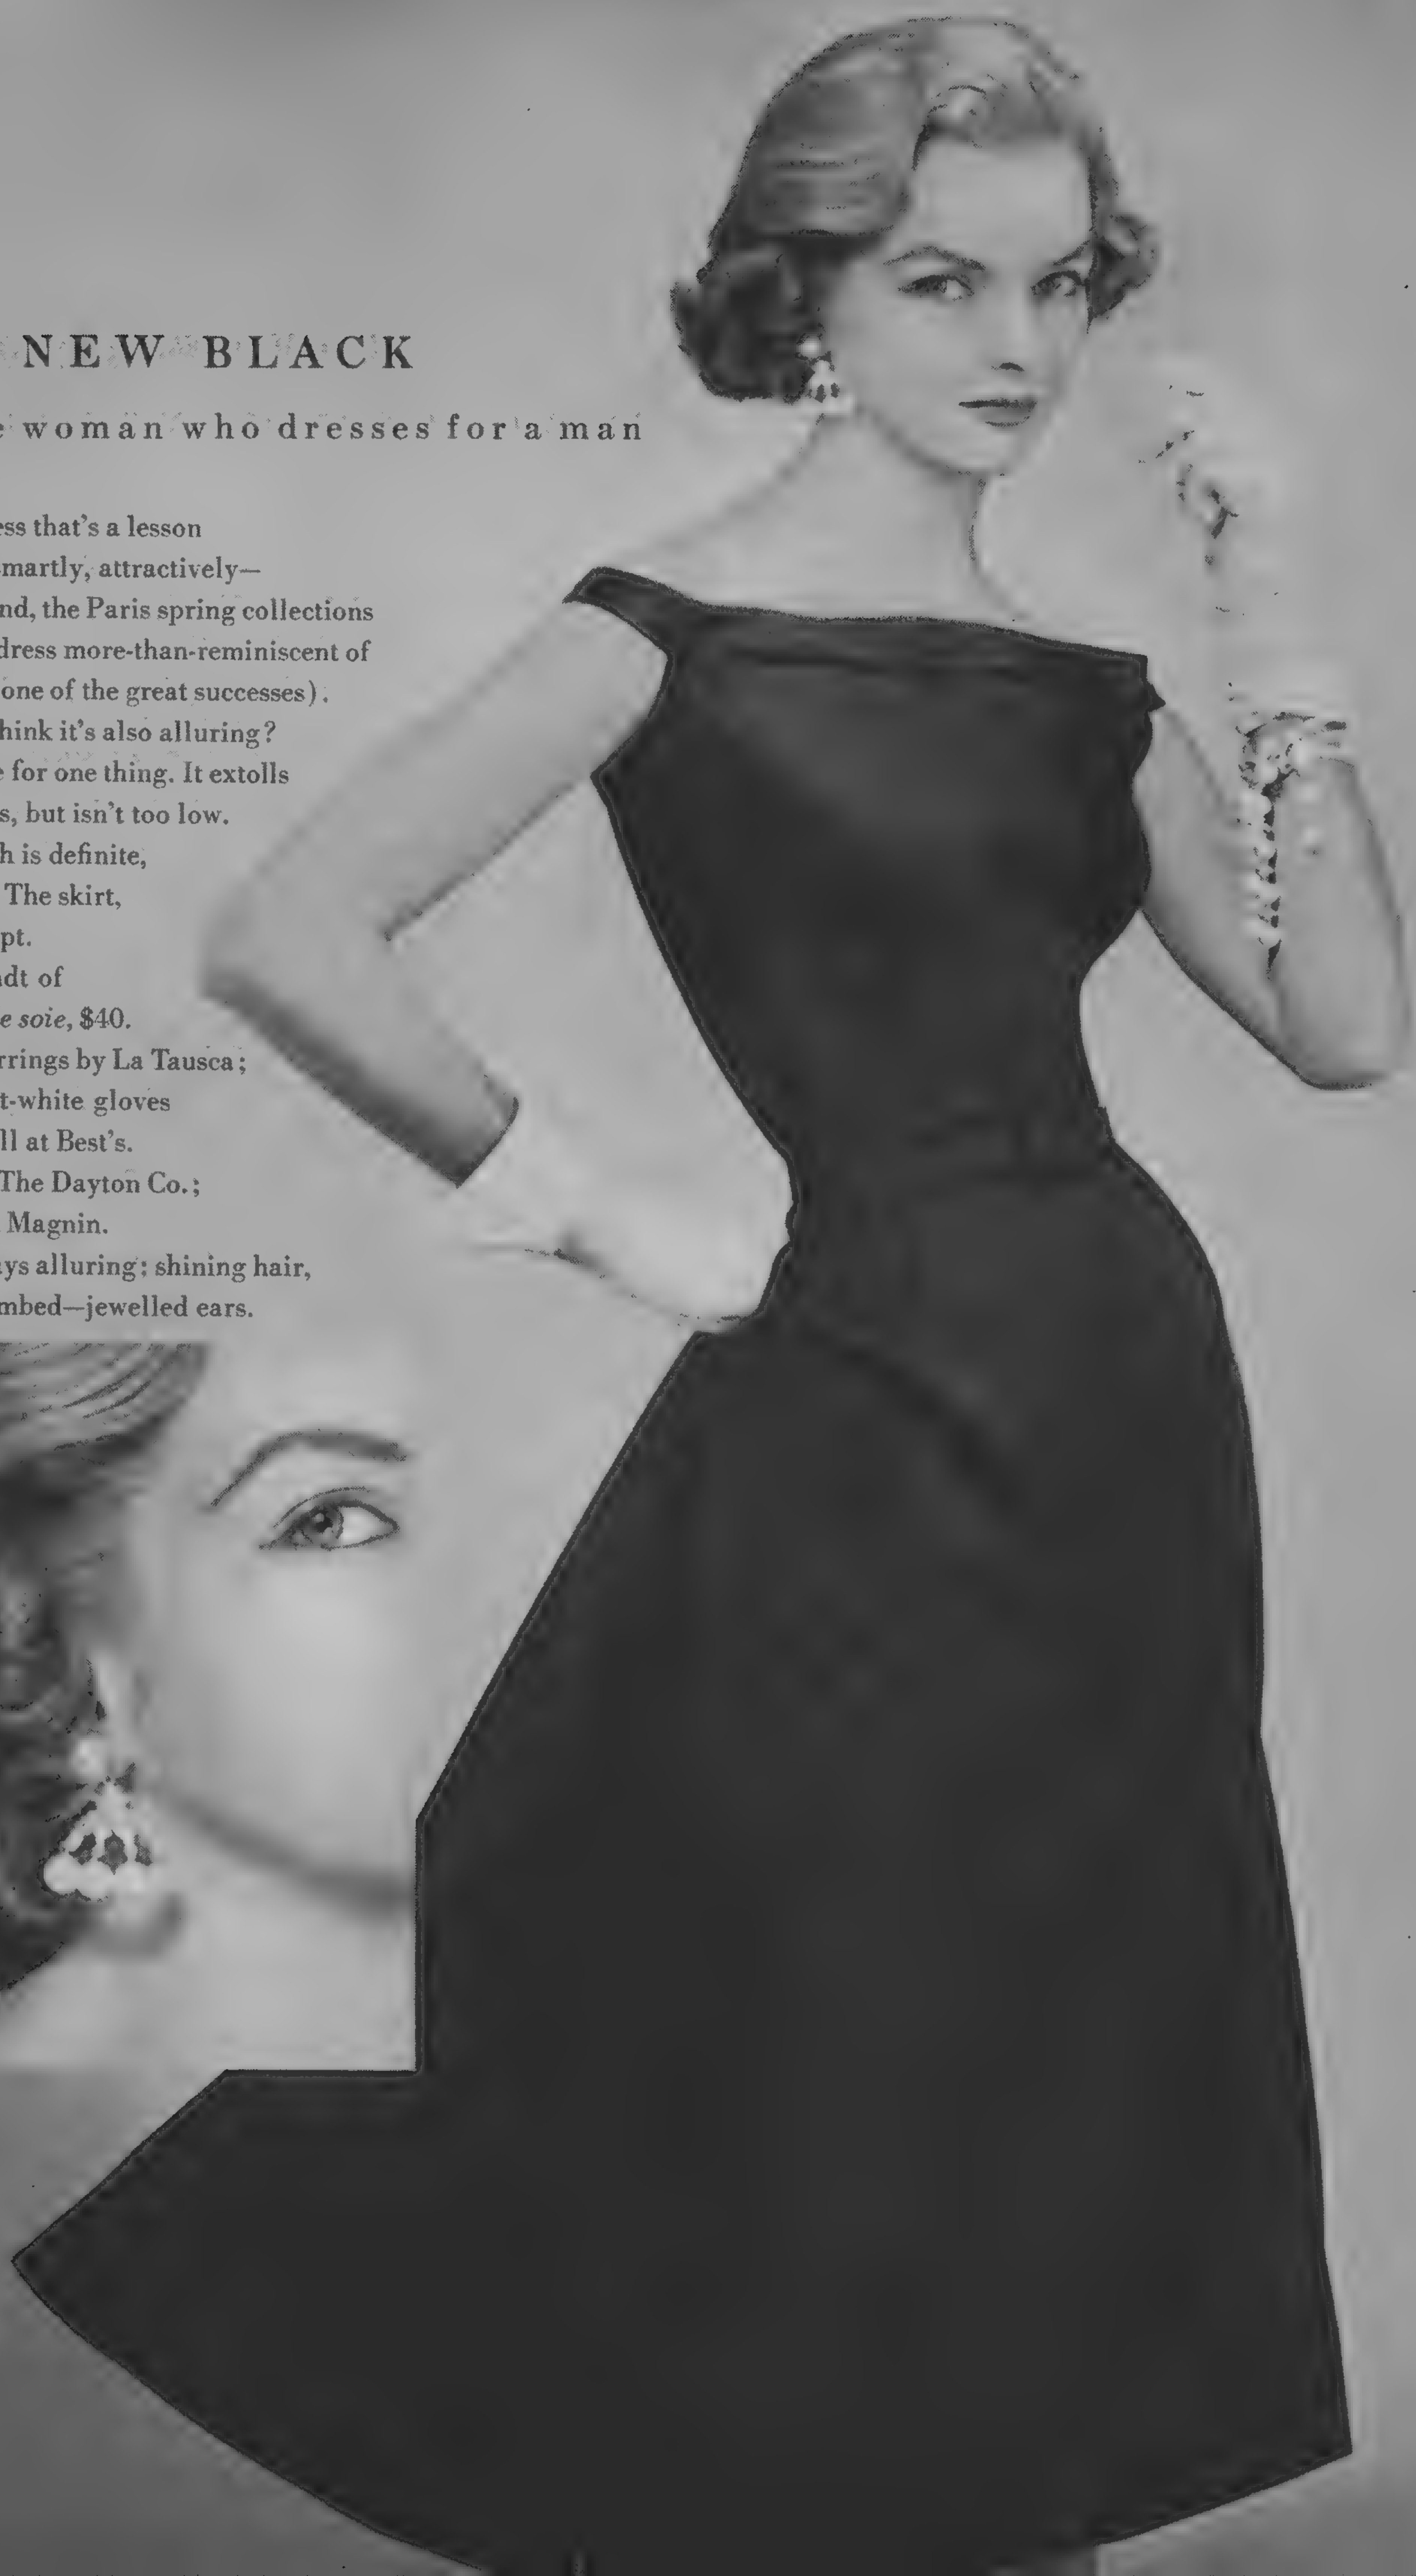 NEW BLACK
woman who dresses for a man
ess that's a lesson
martly, attractively—
nd, the Paris spring collections
dress more-than-reminiscent of
one of the great successes).
hink it's also alluring?
e for one thing. It extolls
s, but isn't too low.
h is definite,
The skirt,
pt.
dt of
e soie, $40.
rrings by La Tausca;
t-white gloves
ll at Best's.
The Dayton Co.;
Magnin.
ys alluring: shining hair,
mbed—jewelled ears.